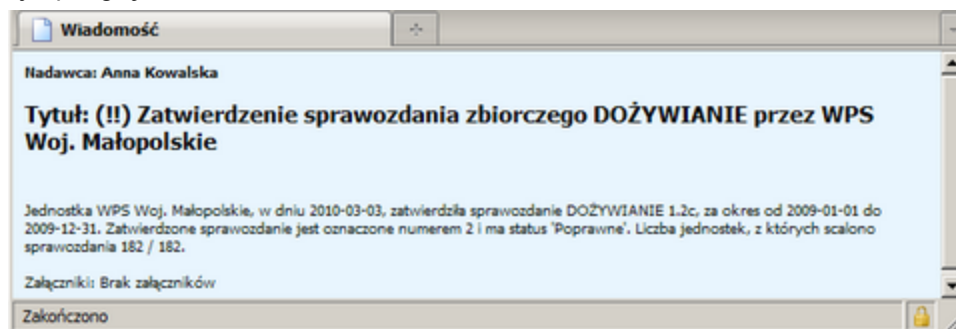 Wiadomość
Nadawca: Anna Kowalska
Tytuł: (!!) Zatwierdzenie sprawozdania zbiorczego DOŻYWIANIE przez WPS
Woj. Małopolskie
Jednostka WPS Woj. Małopolskie, w dniu 2010-03-03, zatwierdziła sprawozdanie DOŻYWIANIE 1.2c, za okres od 2009-01-01 do
2009-12-31. Zatwierdzone sprawozdanie jest oznaczone numerem 2 i ma status 'Poprawne'. Liczba jednostek, z których scalono
sprawozdania 182 / 182.
Załączniki: Brak załączników
Zakończono